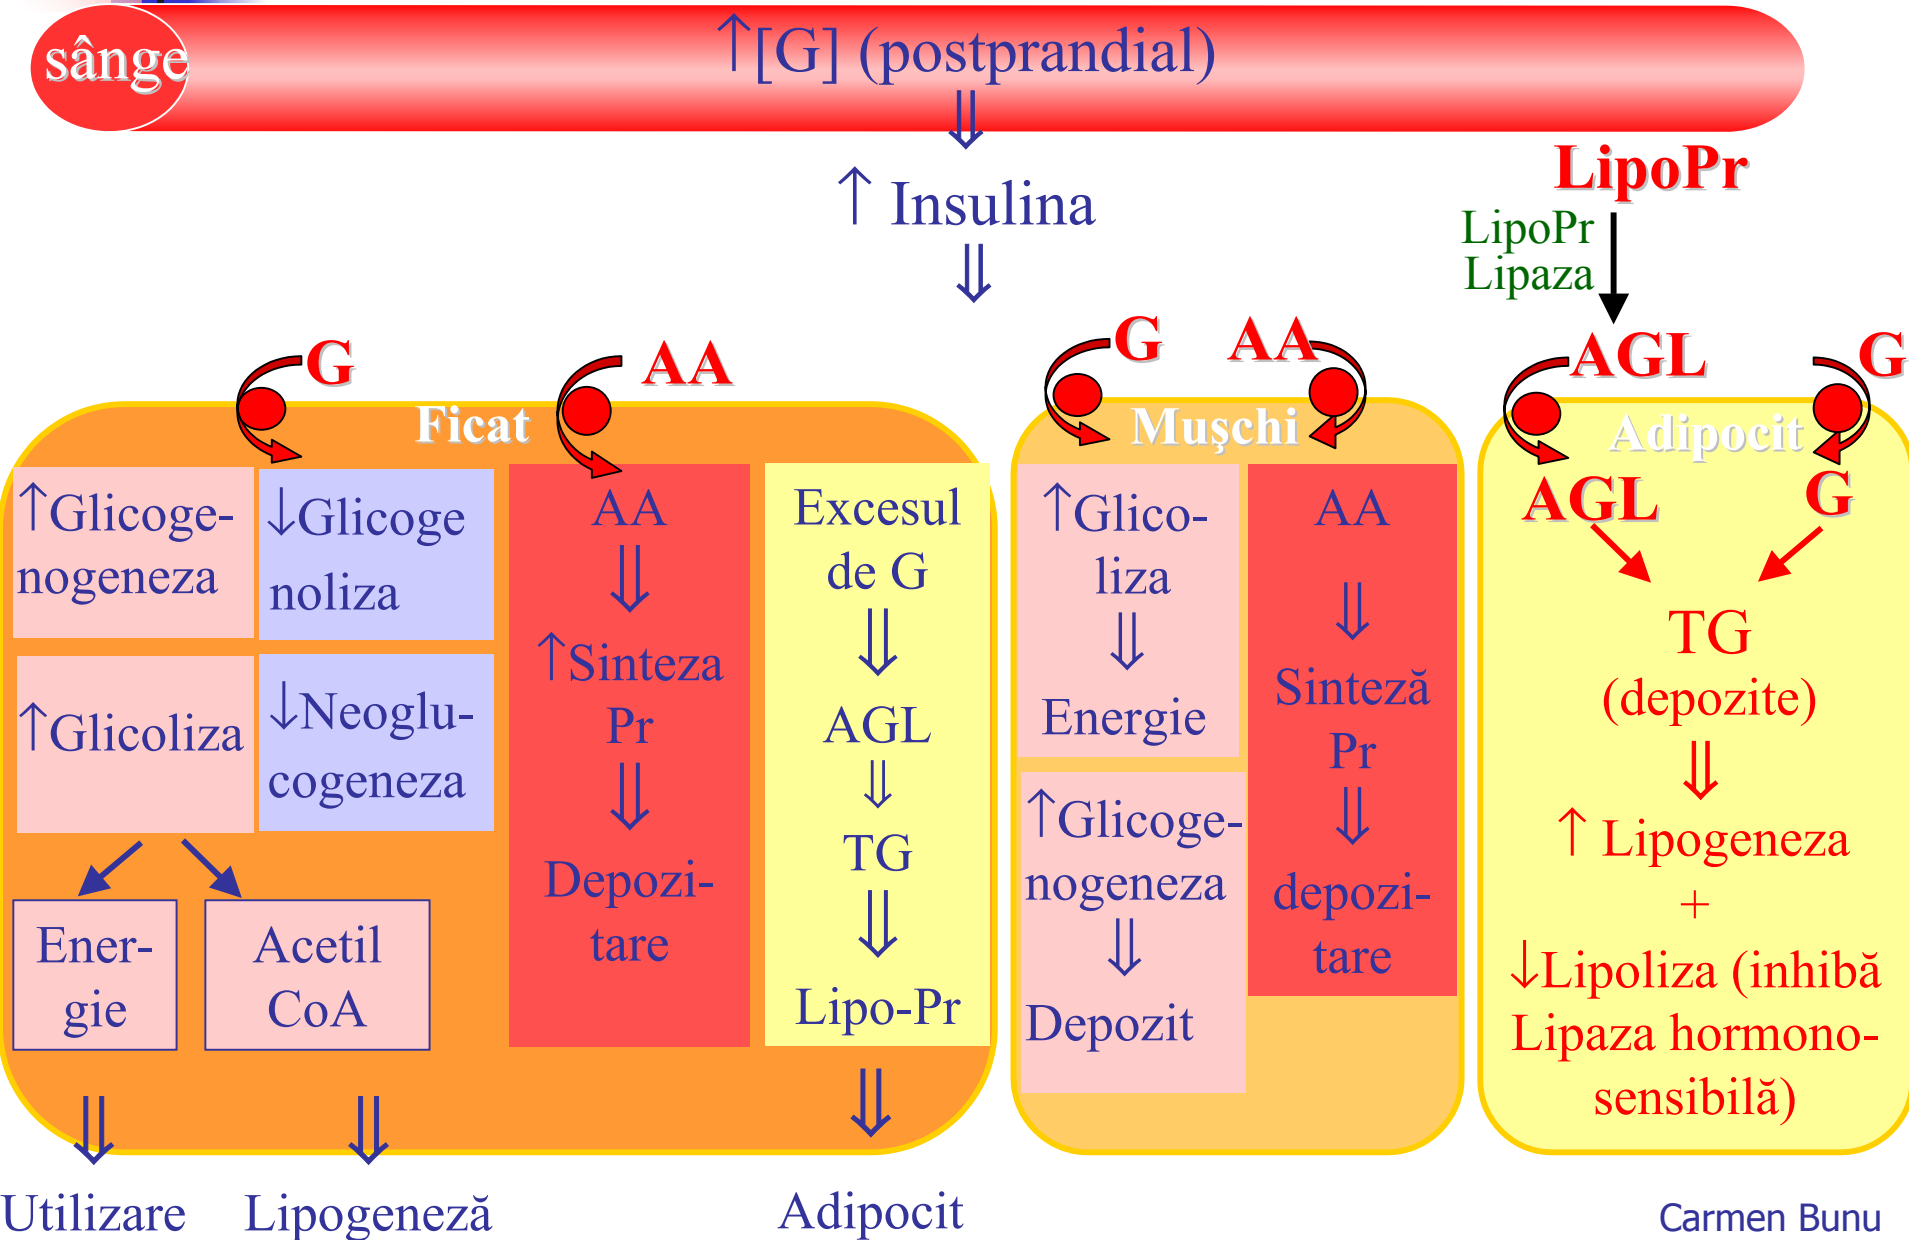 sânge
↑[G] (postprandial)
⇓
↑ Insulina
⇓
LipoPr
LipoPr
Lipaza
G
AA
Ficat
↑Glicoge-
nogeneza
↓Glicoge
noliza
↑Glicoliza
↓Neoglu-
cogeneza
Ener-
gie
Acetil
CoA
⇓
Utilizare
⇓
Lipogeneză
AA
⇓
↑Sinteza
Pr
⇓
Depozi-
tare
Excesul
de G
⇓
AGL
⇓
TG
⇓
Lipo-Pr
⇓
Adipocit
G
AA
Muşchi
↑Glico-
liza
⇓
Energie
↑Glicoge-
nogeneza
⇓
Depozit
AA
⇓
Sinteză
Pr
⇓
depozi-
tare
AGL
G
Adipocit
AGL
G
TG
(depozite)
⇓
↑ Lipogeneza
+
↓Lipoliza (inhibă
Lipaza hormono-
sensibilă)
Carmen Bunu